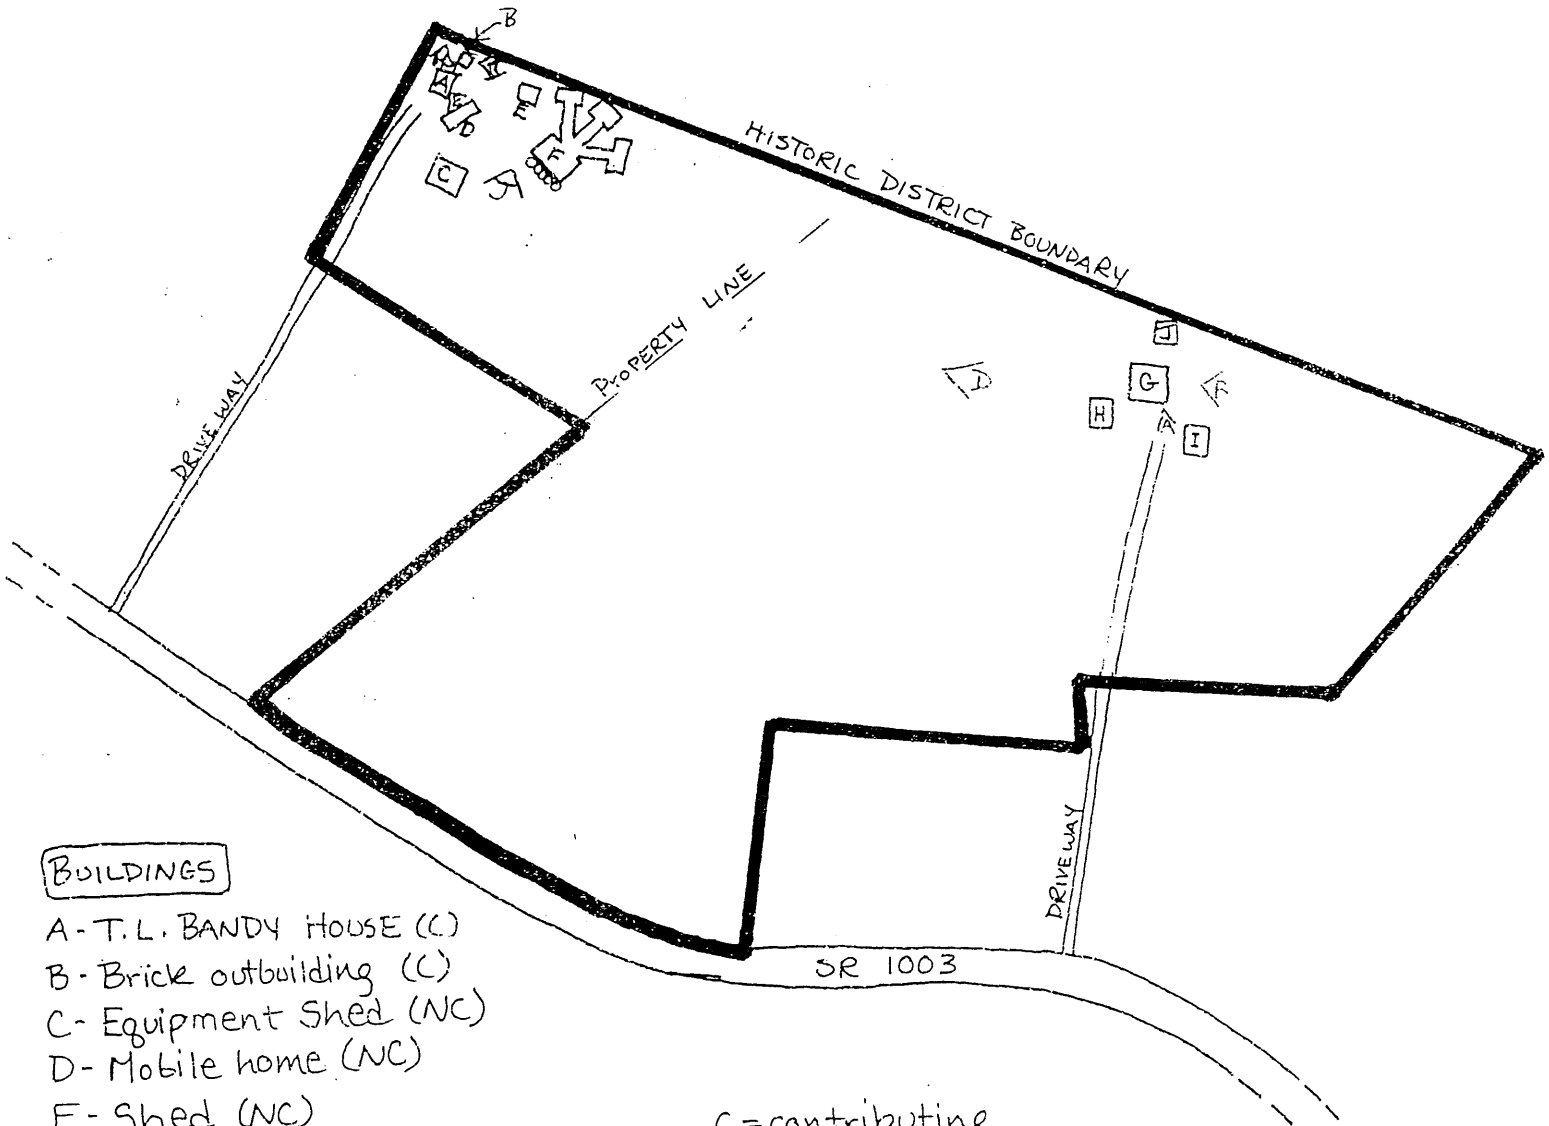 B
A
E
D
E
F
C
J
HISTORIC DISTRICT BOUNDARY
PROPERTY LINE
DRIVEWAY
J
G
H
A
I
D
DRIVEWAY
SR 1003
BUILDINGS
A - T.L. BANDY HOUSE (C)
B - Brick outbuilding (C)
C - Equipment Shed (NC)
D - Mobile home (NC)
E - Shed (NC)
C = contributing